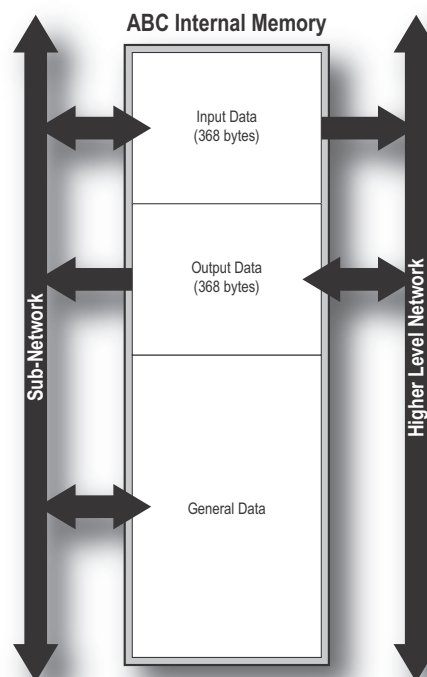 ABC Internal Memory
Input Data
(368 bytes)
Output Data
(368 bytes)
General Data
Sub-Network
Higher Level Network